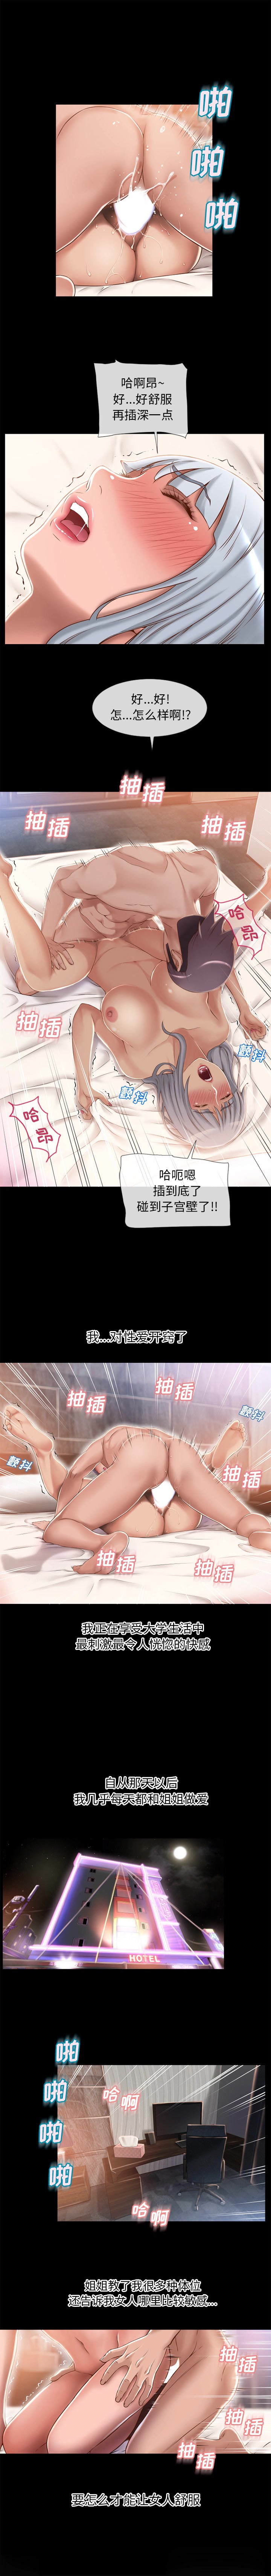 啪
啪
啪
哈啊昂~
好...好舒服
再插深一点
好...好!
怎...怎么样啊!?
抽插
抽插
抽插
哈
昂
抽插
颤抖
颤抖
哈
昂
哈呃嗯
插到底了
碰到子宫壁了!!
我...对性爱开窍了
抽插
抽插
颤抖
颤抖
抽插
抽插
抽插
我正在享受大学生活中
最刺激最令人恍惚的快感
自从那天以后
我几乎每天都和姐姐做爱
HOTEL
啪
啪
啪
啪
哈啊
哈啊
姐姐教了我很多种体位
还告诉我女人哪里比较敏感...
抽插
抽插
抽插
要怎么才能让女人舒服